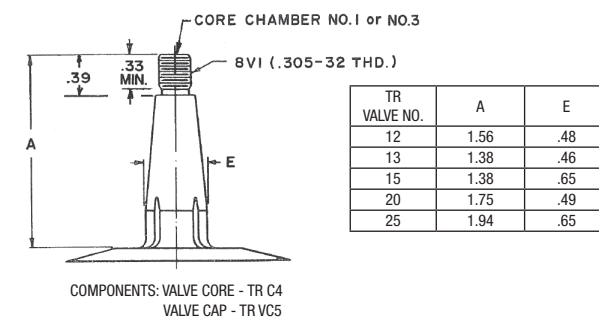 CORE CHAMBER NO.1 or NO.3
8V1 (.305-32 THD.)
.39
.33
MIN.
A
E
TR
VALVE NO. A E
12 1.56 .48
13 1.38 .46
15 1.38 .65
20 1.75 .49
25 1.94 .65
COMPONENTS: VALVE CORE - TR C4
VALVE CAP - TR VC5